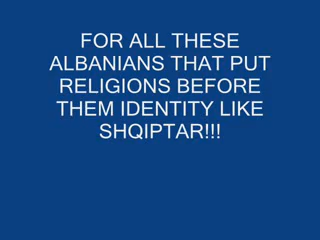 FOR ALL THESE
ALBANIANS THAT PUT
RELIGIONS BEFORE
THEM IDENTITY LIKE
SHQIPTAR!!!